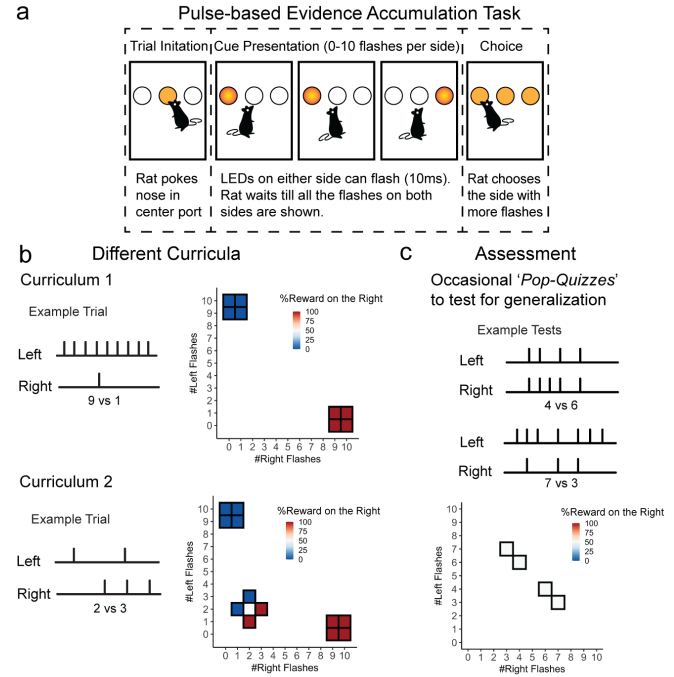 a
Pulse-based Evidence Accumulation Task
Trial Initation
Cue Presentation (0-10 flashes per side)
Choice
Rat pokes
nose in
center port
LEDs on either side can flash (10ms).
Rat waits till all the flashes on both
sides are shown.
Rat chooses
the side with
more flashes
b
Different Curricula
Curriculum 1
Example Trial
Left
Right
9 vs 1
%Reward on the Right
100
75
50
25
0
#Left Flashes
10
9
8
7
6
5
4
3
2
1
0
0 1 2 3 4 5 6 7 8 9 10
#Right Flashes
Curriculum 2
Example Trial
Left
Right
2 vs 3
%Reward on the Right
100
75
50
25
0
#Left Flashes
10
9
8
7
6
5
4
3
2
1
0
0 1 2 3 4 5 6 7 8 9 10
#Right Flashes
c
Assessment
Occasional ‘Pop-Quizzes’
to test for generalization
Example Tests
Left
Right
4 vs 6
Left
Right
7 vs 3
%Reward on the Right
100
75
50
25
0
#Left Flashes
10
9
8
7
6
5
4
3
2
1
0
0 1 2 3 4 5 6 7 8 9 10
#Right Flashes